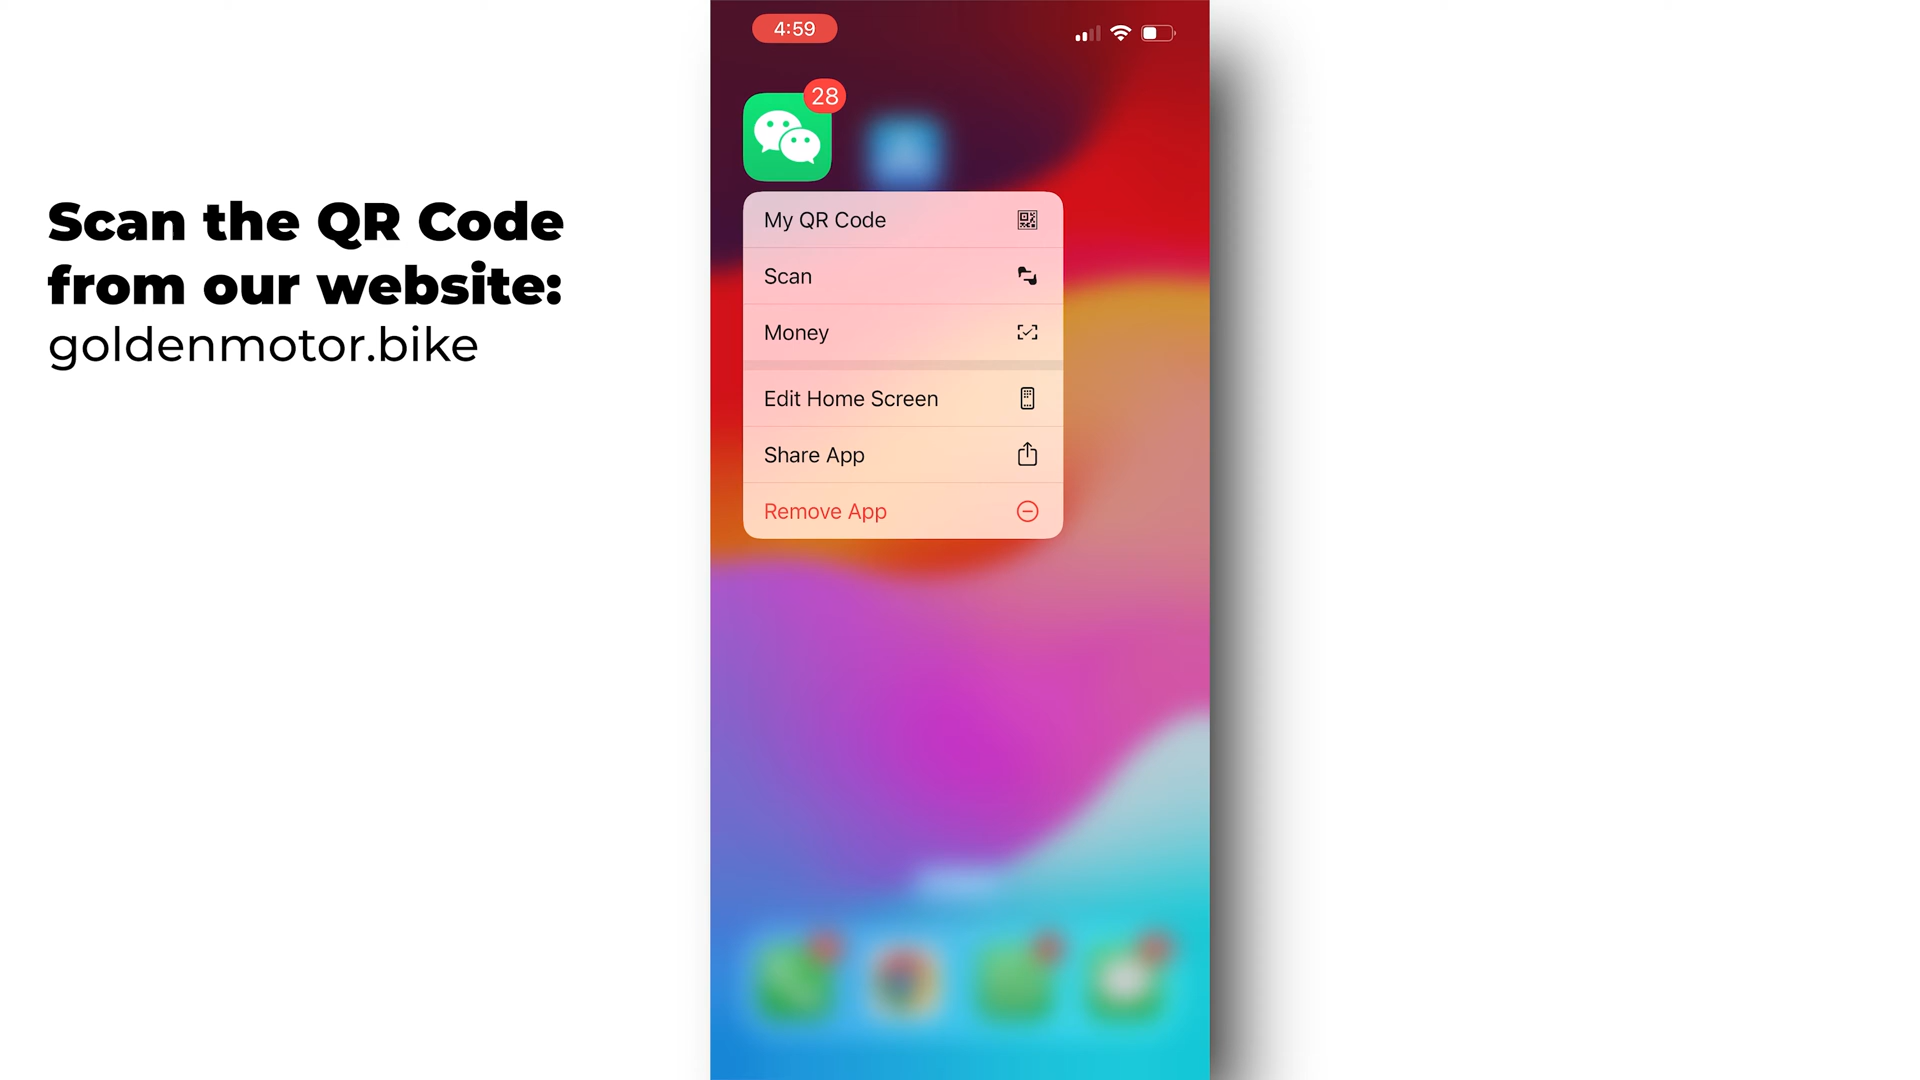 Scan the QR Code
from our website:
goldenmotor.bike
4:59
28
My QR Code
Scan
Money
Edit Home Screen
Share App
Remove App